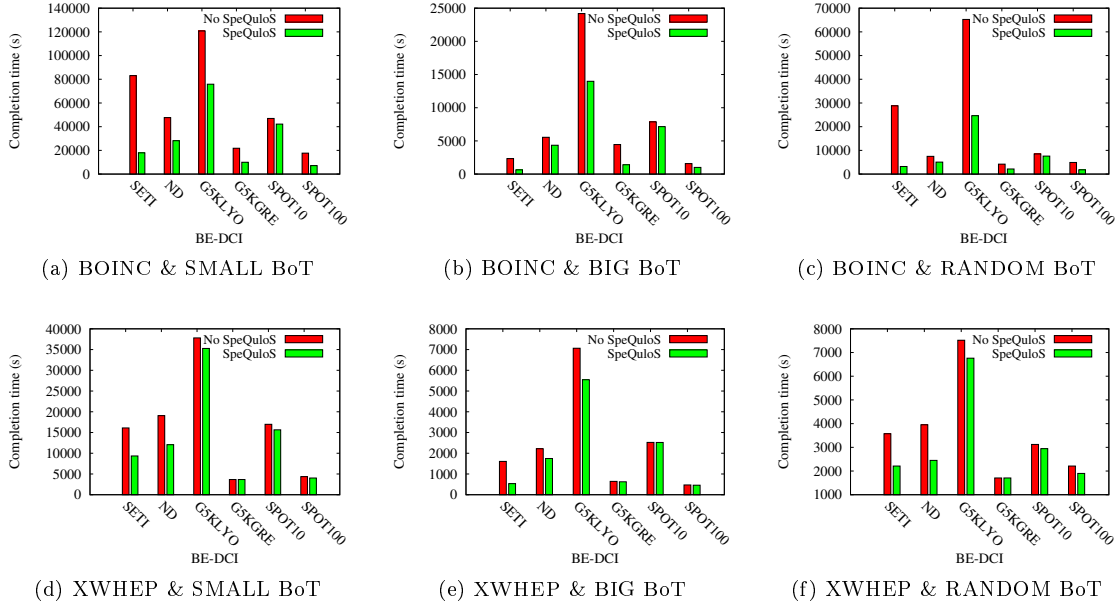 140000
120000
100000
80000
60000
40000
20000
0
Completion time (s)
No SpeQuloS
SpeQuloS
SETI
ND
G5KLYO
G5KGRE
SPOT10
SPOT100
BE-DCI
(a) BOINC & SMALL BoT
25000
20000
15000
10000
5000
0
Completion time (s)
No SpeQuloS
SpeQuloS
SETI
ND
G5KLYO
G5KGRE
SPOT10
SPOT100
BE-DCI
(b) BOINC & BIG BoT
70000
60000
50000
40000
30000
20000
10000
0
Completion time (s)
No SpeQuloS
SpeQuloS
SETI
ND
G5KLYO
G5KGRE
SPOT10
SPOT100
BE-DCI
(c) BOINC & RANDOM BoT
40000
35000
30000
25000
20000
15000
10000
5000
0
Completion time (s)
No SpeQuloS
SpeQuloS
SETI
ND
G5KLYO
G5KGRE
SPOT10
SPOT100
BE-DCI
(d) XWHEP & SMALL BoT
8000
7000
6000
5000
4000
3000
2000
1000
0
Completion time (s)
No SpeQuloS
SpeQuloS
SETI
ND
G5KLYO
G5KGRE
SPOT10
SPOT100
BE-DCI
(e) XWHEP & BIG BoT
8000
7000
6000
5000
4000
3000
2000
1000
Completion time (s)
No SpeQuloS
SpeQuloS
SETI
ND
G5KLYO
G5KGRE
SPOT10
SPOT100
BE-DCI
(f) XWHEP & RANDOM BoT